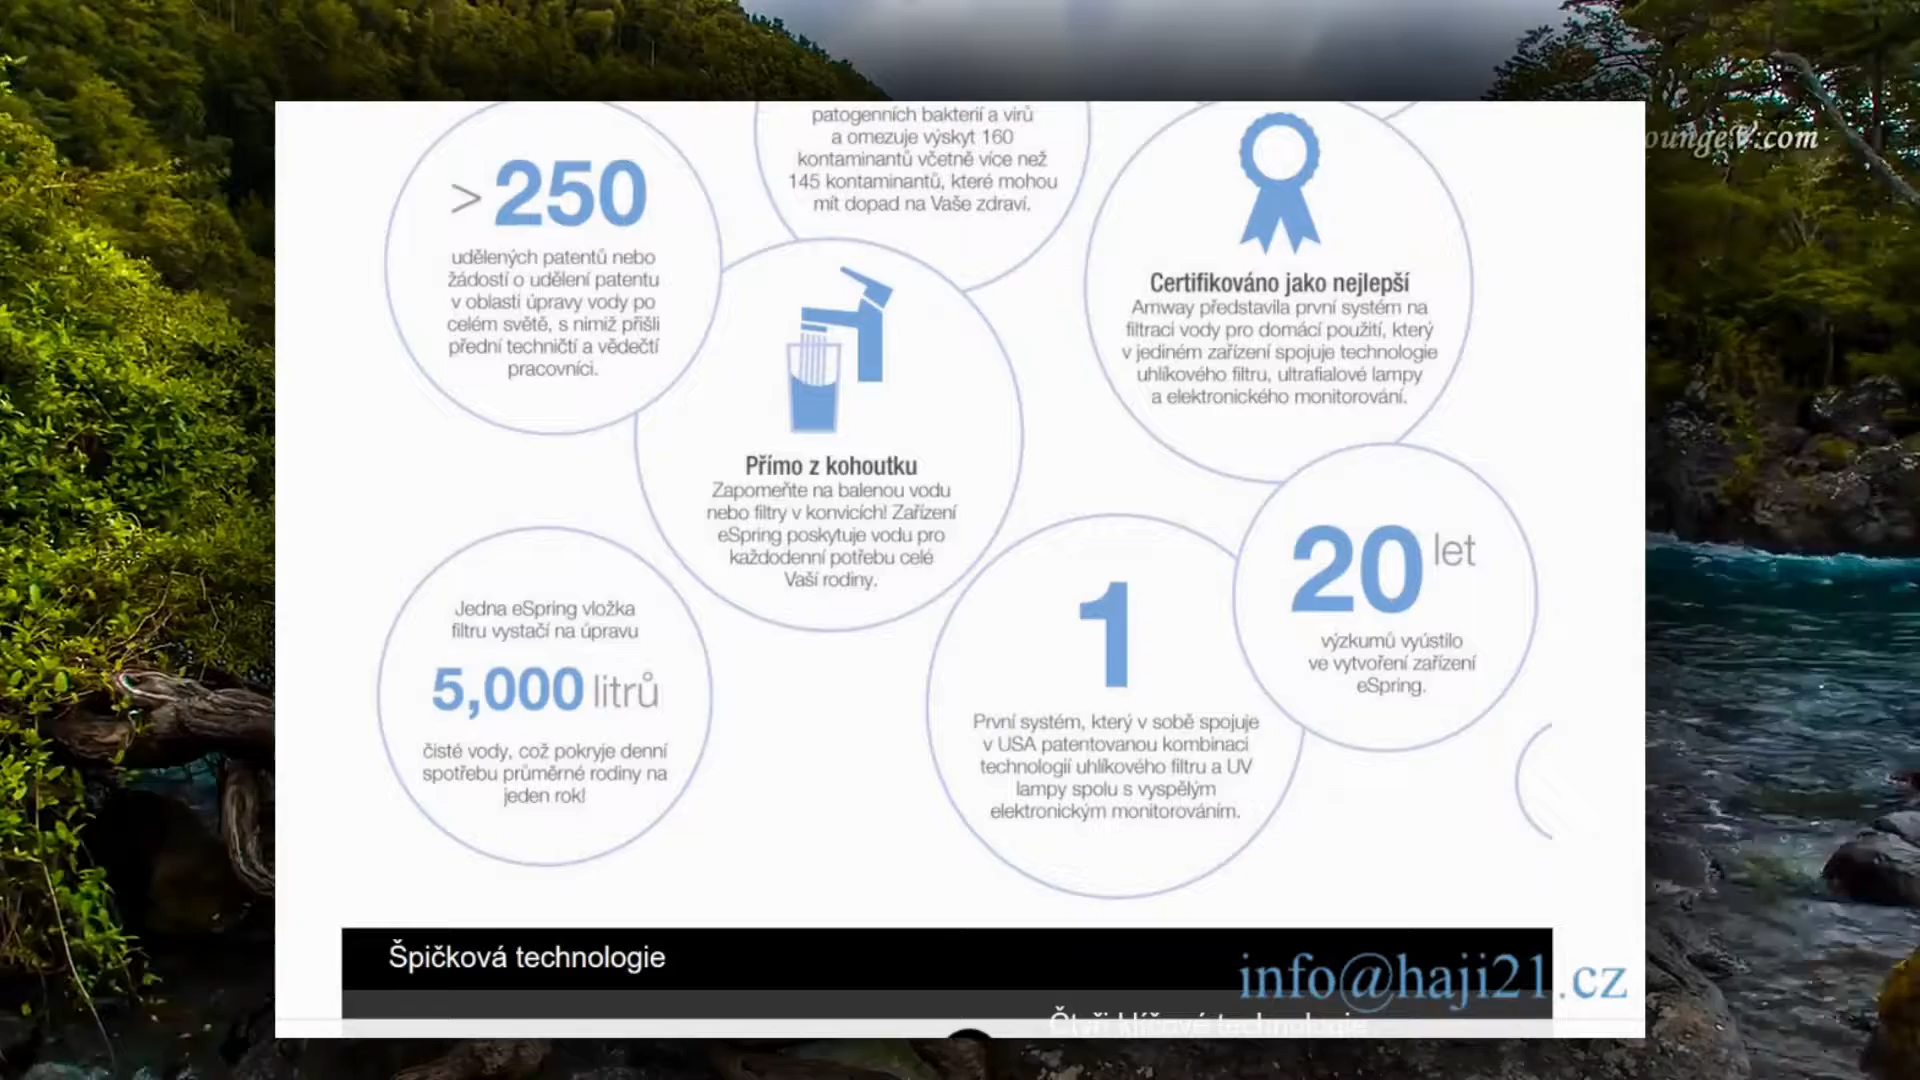 patogenních bakterií a virů
a omezuje výskyt 160
kontaminantů včetně více než
145 kontaminantů, které mohou
mít dopad na Vaše zdraví.
> 250
udělených patentů nebo
žádostí o udělení patentu
v oblasti úpravy vody po
celém světě, s nimiž přišli
přední techničtí a vědečtí
pracovníci.
Certifikováno jako nejlepší
Amway představila první systém na
filtraci vody pro domácí použití, který
v jediném zařízení spojuje technologie
uhlíkového filtru, ultrafialové lampy
a elektronického monitorování.
Přímo z kohoutku
Zapomeňte na balenou vodu
nebo filtry v konvicích! Zařízení
eSpring poskytuje vodu pro
každodenní potřebu celé
Vaší rodiny.
20 let
výzkumů vyústilo
ve vytvoření zařízení
eSpring.
Jedna eSpring vložka
filtru vystačí na úpravu
5,000 litrů
čisté vody, což pokryje denní
spotřebu průměrné rodiny na
jeden rok!
1
První systém, který v sobě spojuje
v USA patentovanou kombinaci
technologií uhlíkového filtru a UV
lampy spolu s vyspělým
elektronickým monitorováním.
Špičková technologie
info@haji21.cz
Čtyři klíčové technologie